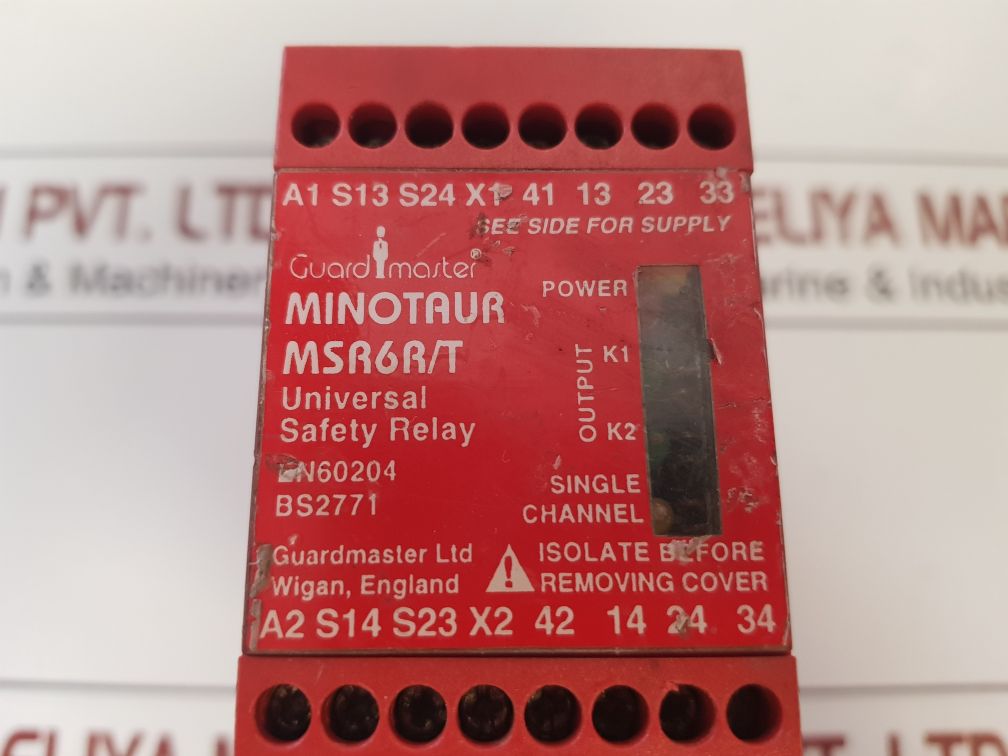 A1 S13 S24 X1 41 13 23 33
SEE SIDE FOR SUPPLY
Guardmaster®
MINOTAUR
MSR6R/T
Universal
Safety Relay
EN60204
BS2771
POWER
OUTPUT
K1
K2
SINGLE
CHANNEL
Guardmaster Ltd
Wigan, England
! ISOLATE BEFORE
REMOVING COVER
A2 S14 S23 X2 42 14 24 34
PVT. LTD
ELIYA MA
& Machiner
rine & Indus